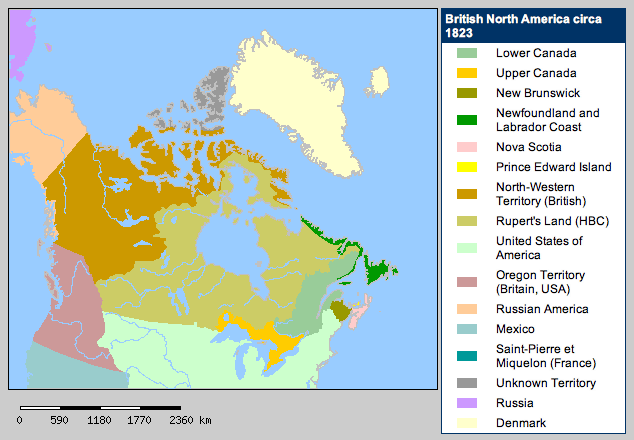 British North America circa
1823
Lower Canada
Upper Canada
New Brunswick
Newfoundland and
Labrador Coast
Nova Scotia
Prince Edward Island
North-Western
Territory (British)
Rupert's Land (HBC)
United States of
America
Oregon Territory
(Britain, USA)
Russian America
Mexico
Saint-Pierre et
Miquelon (France)
Unknown Territory
Russia
Denmark
0 590 1180 1770 2360 km